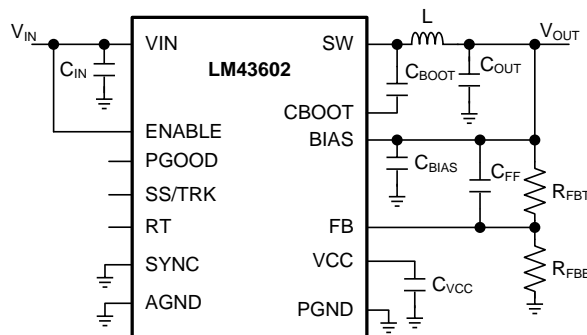 V_IN
L
V_OUT
VIN
SW
C_IN
LM43602
C_BOOT
C_OUT
CBOOT
ENABLE
BIAS
PGOOD
C_BIAS
C_FF
R_FBT
SS/TRK
RT
FB
SYNC
VCC
R_FBB
C_VCC
AGND
PGND